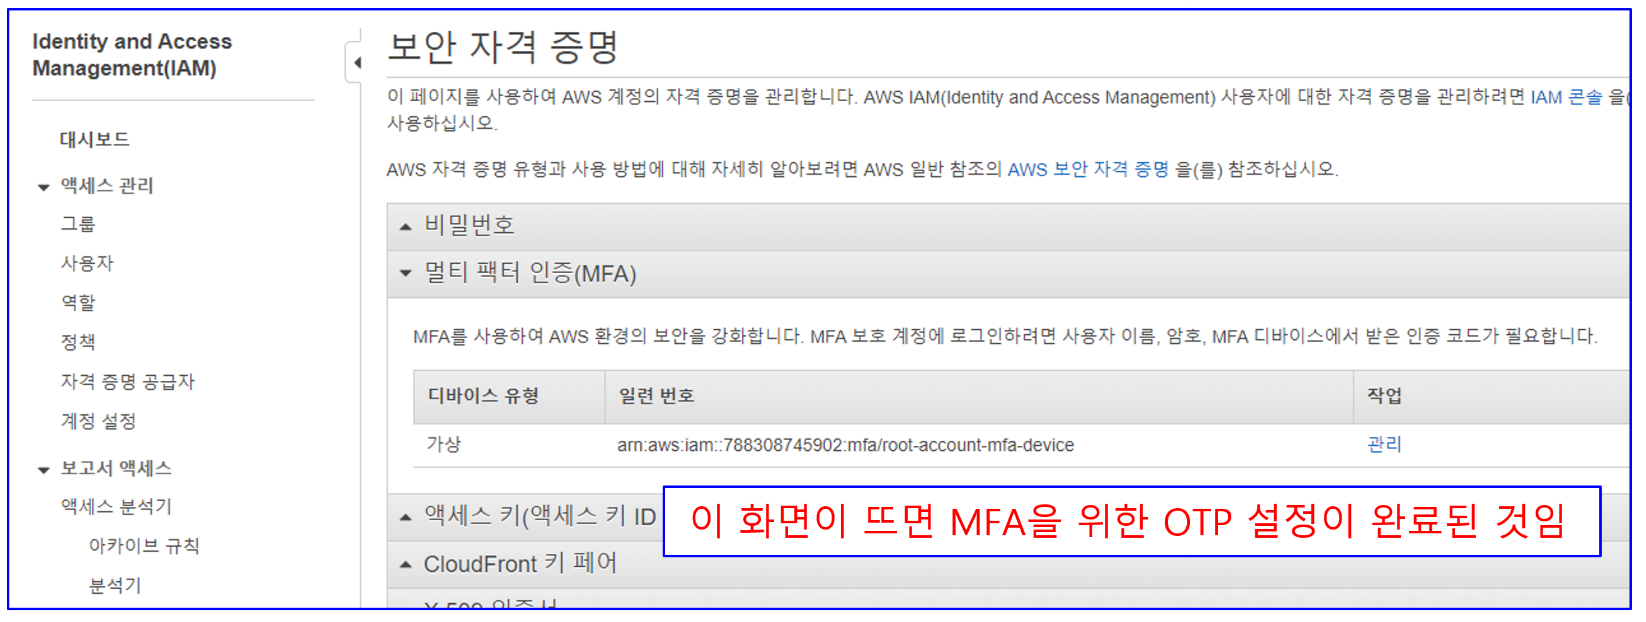 Identity and Access
Management(IAM)
대시보드
액세스 관리
그룹
사용자
역할
정책
자격 증명 공급자
계정 설정
보고서 액세스
액세스 분석기
아카이브 규칙
분석기
보안 자격 증명
이 페이지를 사용하여 AWS 계정의 자격 증명을 관리합니다. AWS IAM(Identity and Access Management) 사용자에 대한 자격 증명을 관리하려면 IAM 콘솔 을(
사용하십시오.
AWS 자격 증명 유형과 사용 방법에 대해 자세히 알아보려면 AWS 일반 참조의 AWS 보안 자격 증명 을(를) 참조하십시오.
비밀번호
멀티 팩터 인증(MFA)
MFA를 사용하여 AWS 환경의 보안을 강화합니다. MFA 보호 계정에 로그인하려면 사용자 이름, 암호, MFA 디바이스에서 받은 인증 코드가 필요합니다.
디바이스 유형 일련 번호 작업
가상 arn:aws:iam::788308745902:mfa/root-account-mfa-device 관리
액세스 키(액세스 키 ID
이 화면이 뜨면 MFA을 위한 OTP 설정이 완료된 것임
CloudFront 키 페어
X.509 인증서